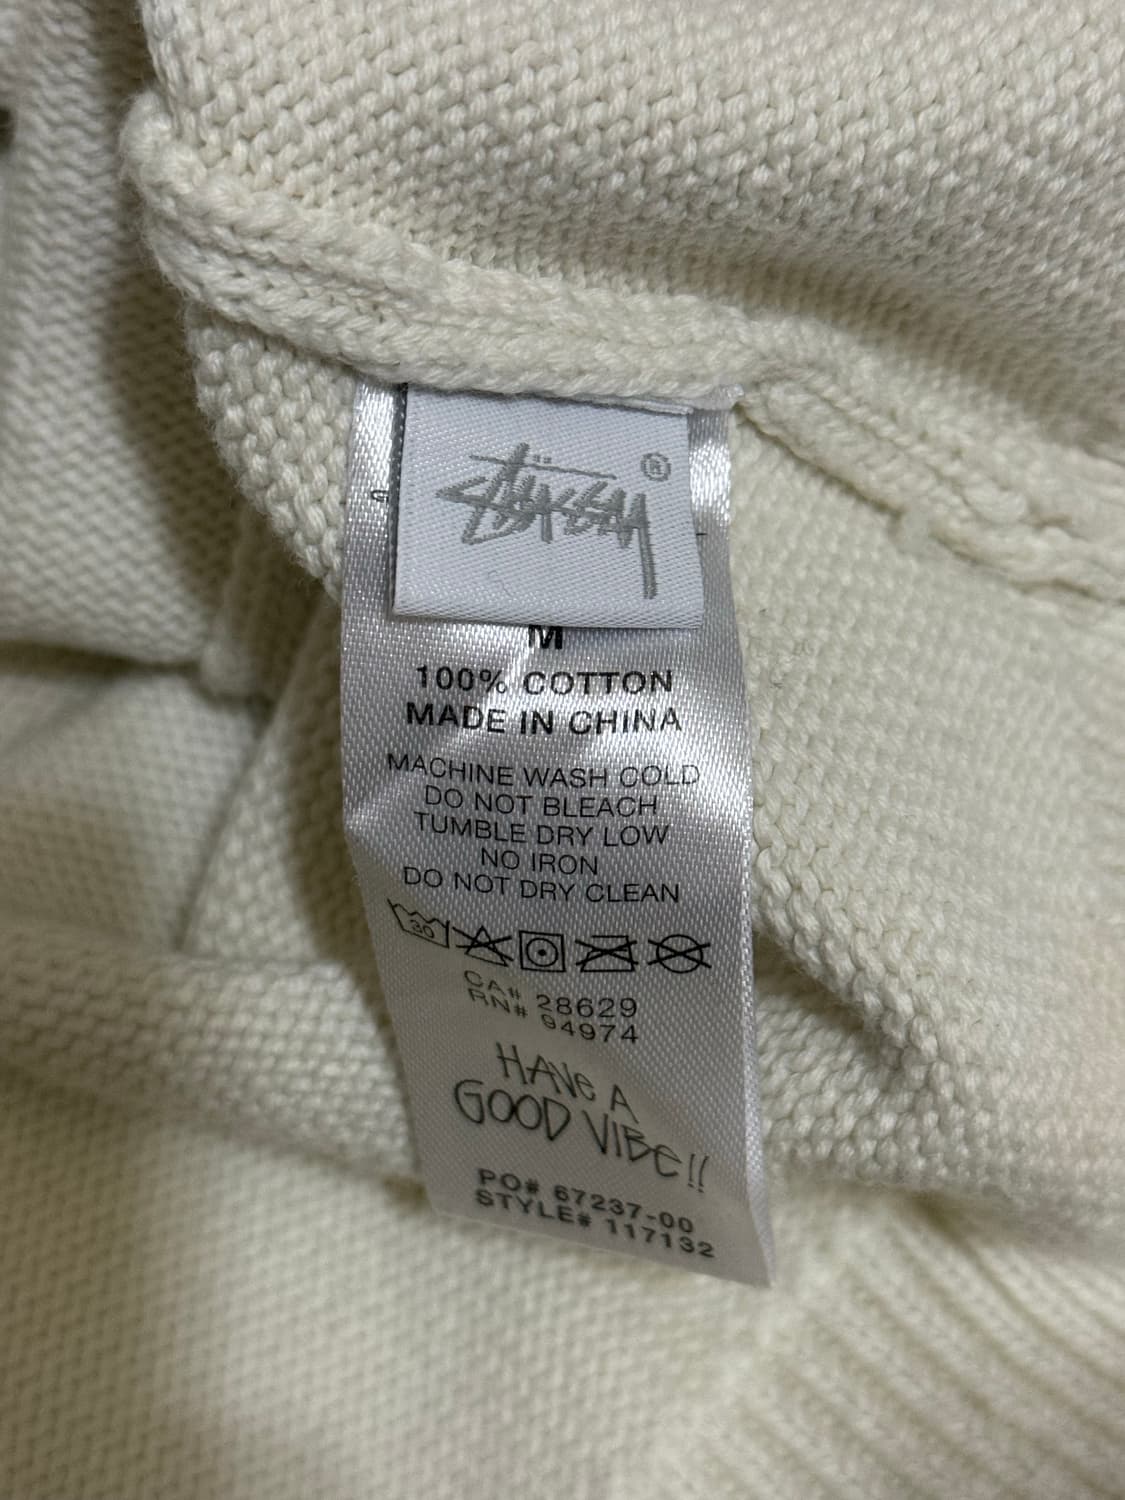 STÜSSY ®
M
100% COTTON
MADE IN CHINA
MACHINE WASH COLD
DO NOT BLEACH
TUMBLE DRY LOW
NO IRON
DO NOT DRY CLEAN
30
CA# 28629
RN# 94974
HAVE A
GOOD VIBE!!
PO# 67237-00
STYLE# 117132